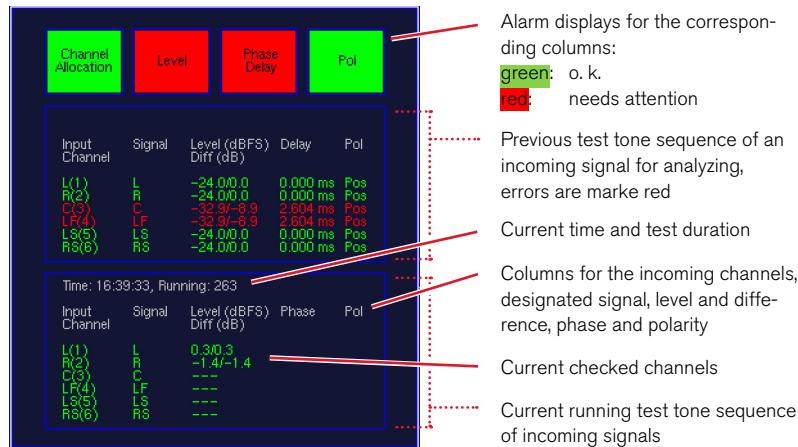 Channel
Allocation
Level
Phase
Delay
Pol
Input
Channel
Signal
Level (dBFS)
Diff (dB)
Delay
Pol
L(1) L -24.0/0.0 0.000 ms Pos
R(2) R -24.0/0.0 0.000 ms Pos
C(3) C -32.9/-8.9 2.604 ms Pos
LF(4) LF -32.9/-8.9 2.604 ms Pos
LS(5) LS -24.0/0.0 0.000 ms Pos
RS(6) RS -24.0/0.0 0.000 ms Pos
Time: 16:39:33, Running: 263
Input
Channel
Signal
Level (dBFS)
Diff (dB)
Phase
Pol
L(1) L 0.3/0.3
R(2) R -1.4/-1.4
C(3) C ---
LF(4) LF ---
LS(5) LS ---
RS(6) RS ---
Alarm displays for the correspon-
ding columns:
green: o. k.
red: needs attention
Previous test tone sequence of an
incoming signal for analyzing,
errors are marke red
Current time and test duration
Columns for the incoming channels,
designated signal, level and diffe-
rence, phase and polarity
Current checked channels
Current running test tone sequence
of incoming signals